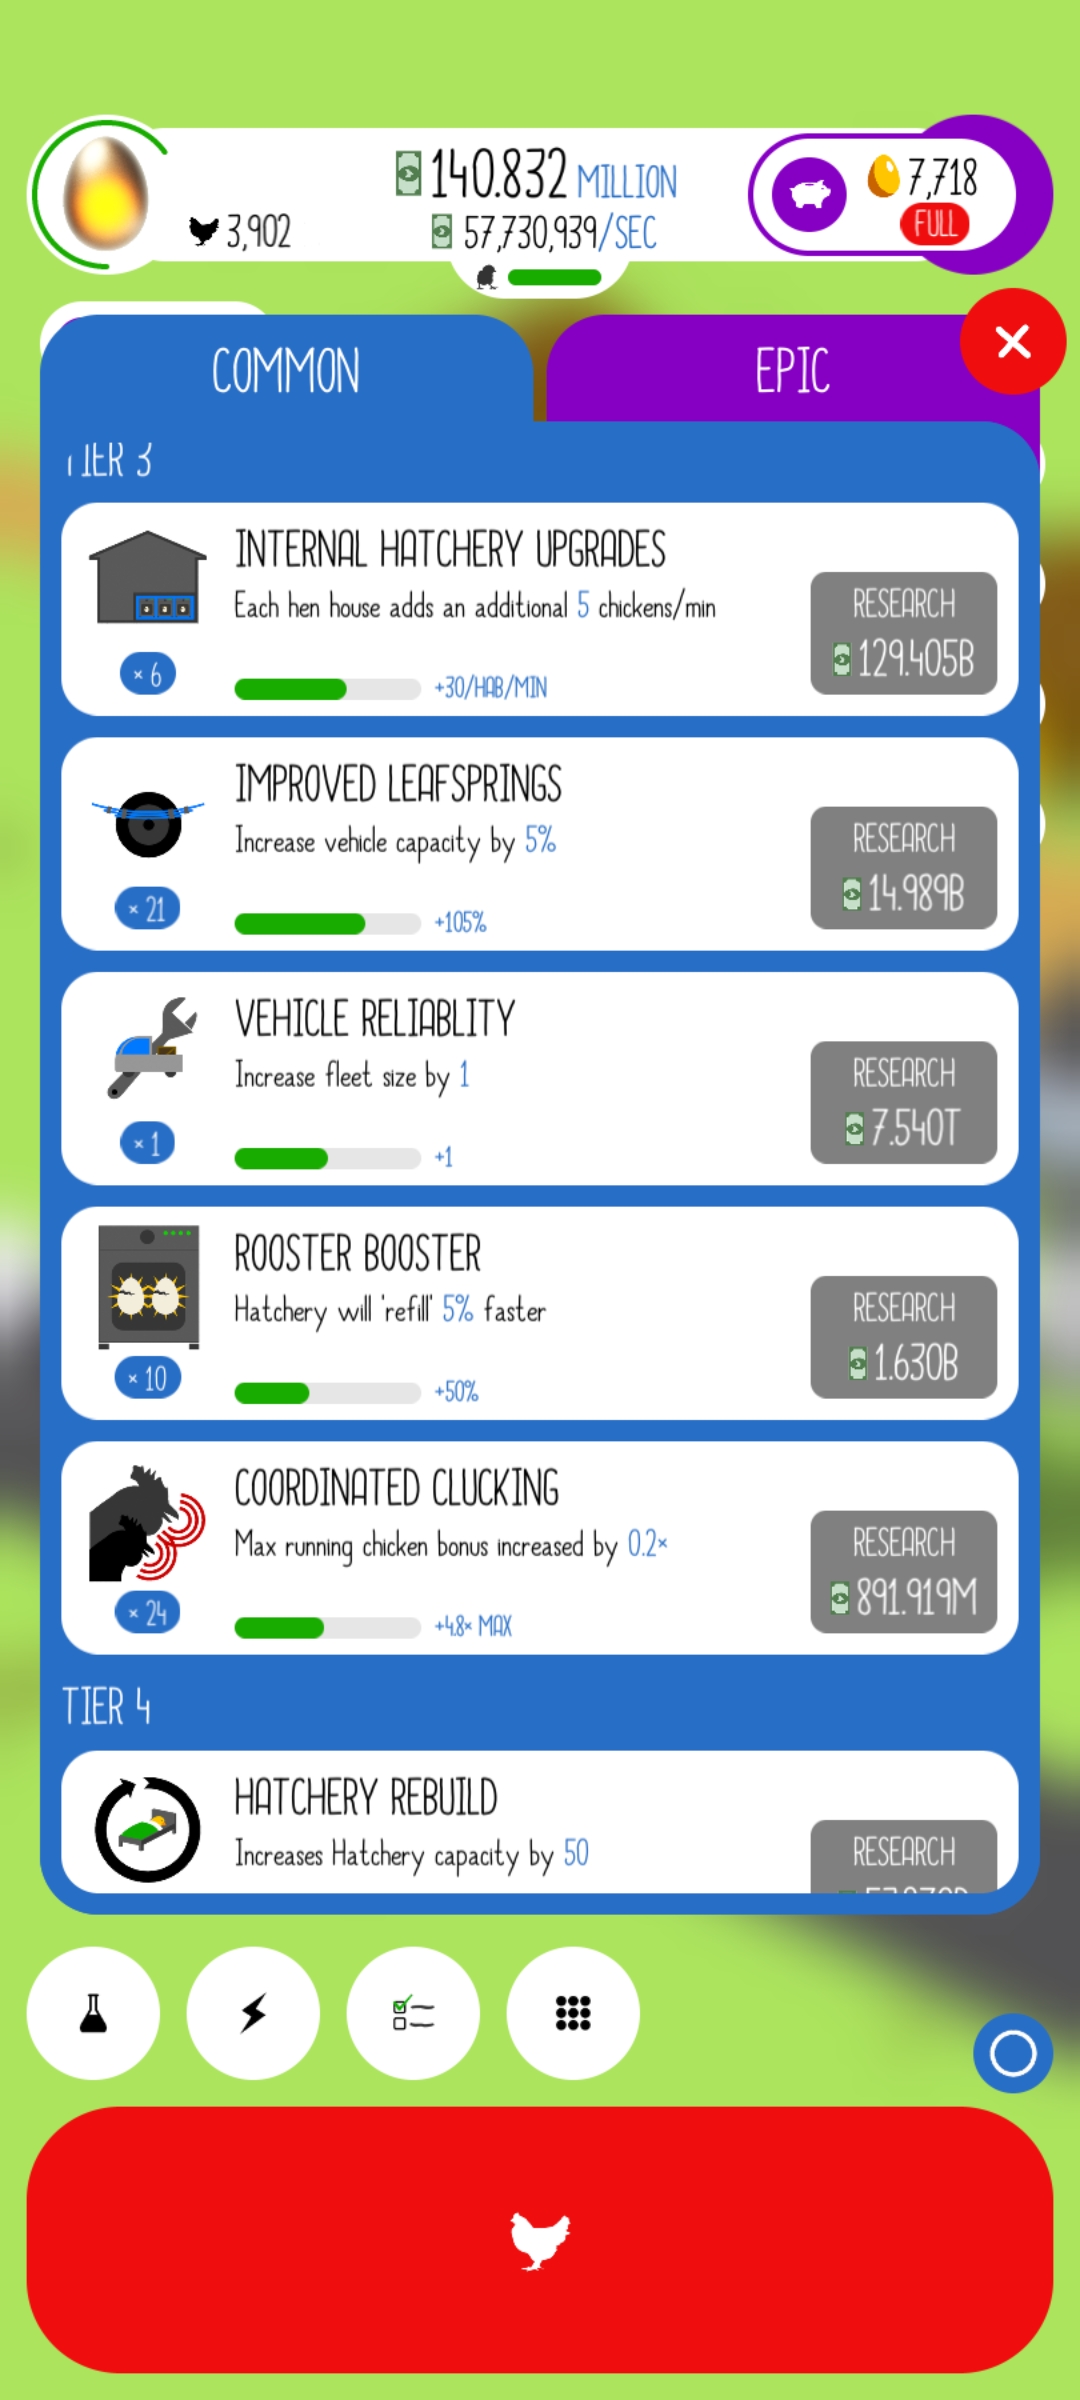 140.832 MILLION
3,902
57,730,939/SEC
7,718
FULL
COMMON
EPIC
TIER 3
INTERNAL HATCHERY UPGRADES
Each hen house adds an additional 5 chickens/min
RESEARCH
129.405B
× 6
+30/HAB/MIN
IMPROVED LEAFSPRINGS
Increase vehicle capacity by 5%
RESEARCH
14.989B
× 21
+105%
VEHICLE RELIABLITY
Increase fleet size by 1
RESEARCH
7.540T
× 1
+1
ROOSTER BOOSTER
Hatchery will 'refill' 5% faster
RESEARCH
1.630B
× 10
+50%
COORDINATED CLUCKING
Max running chicken bonus increased by 0.2×
RESEARCH
891.919M
× 24
+4.8× MAX
TIER 4
HATCHERY REBUILD
Increases Hatchery capacity by 50
RESEARCH